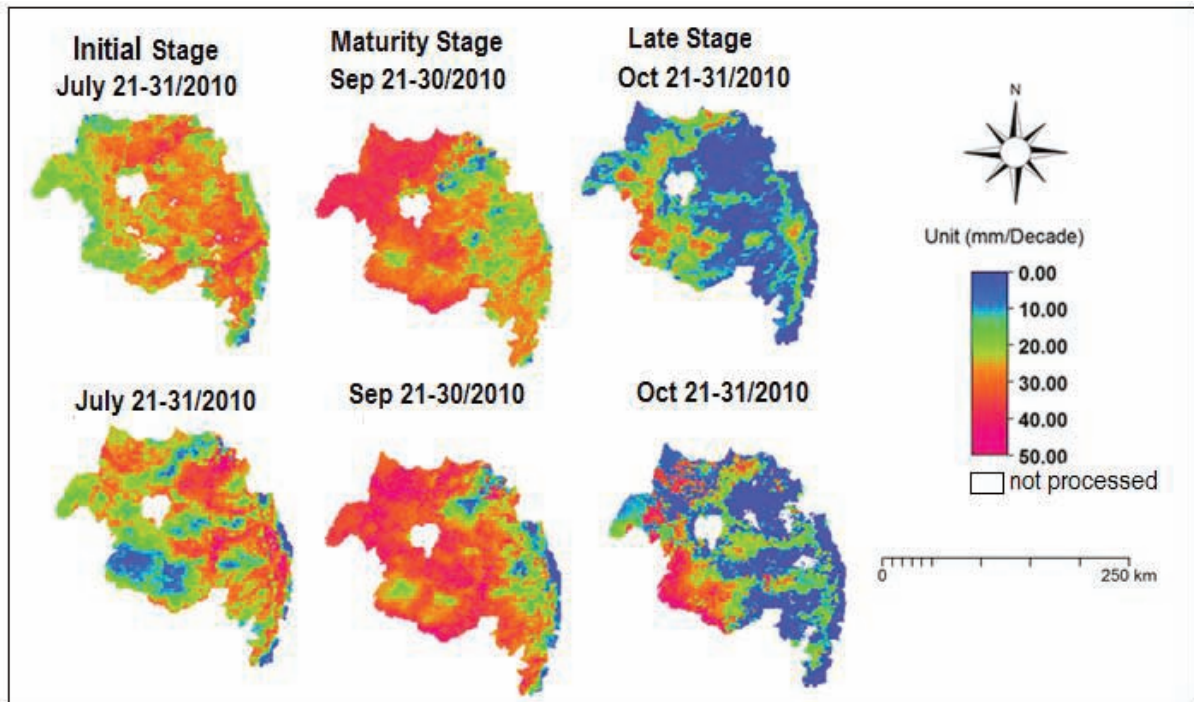 Initial Stage
July 21-31/2010
Maturity Stage
Sep 21-30/2010
Late Stage
Oct 21-31/2010
July 21-31/2010
Sep 21-30/2010
Oct 21-31/2010
N
Unit (mm/Decade)
0.00
10.00
20.00
30.00
40.00
50.00
not processed
0
250 km